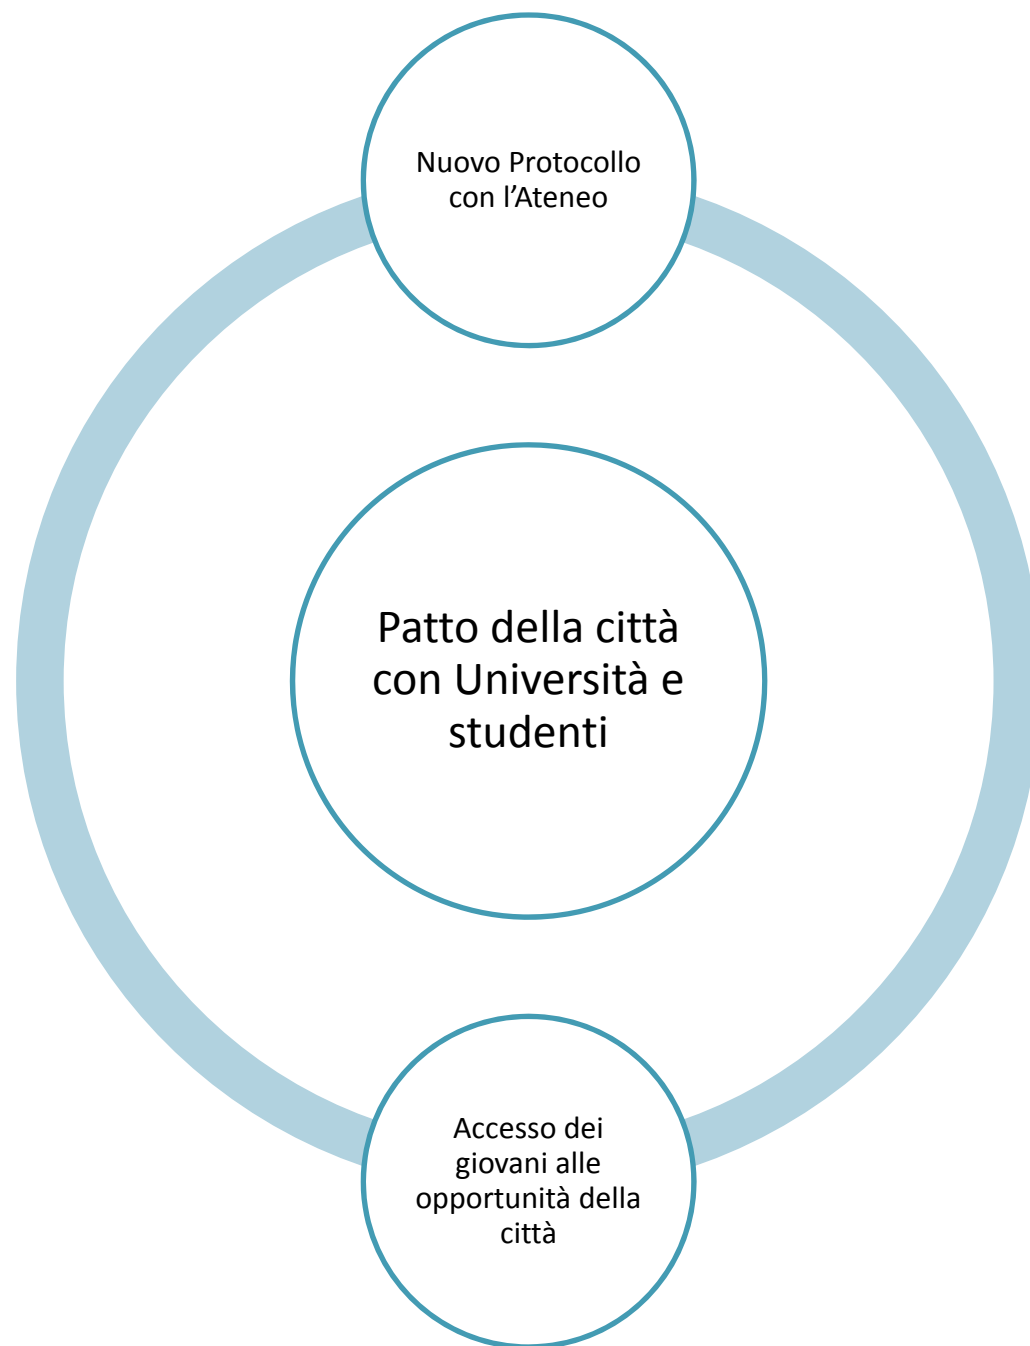 Nuovo Protocollo
con l’Ateneo
Patto della città
con Università e
studenti
Accesso dei
giovani alle
opportunità della
città